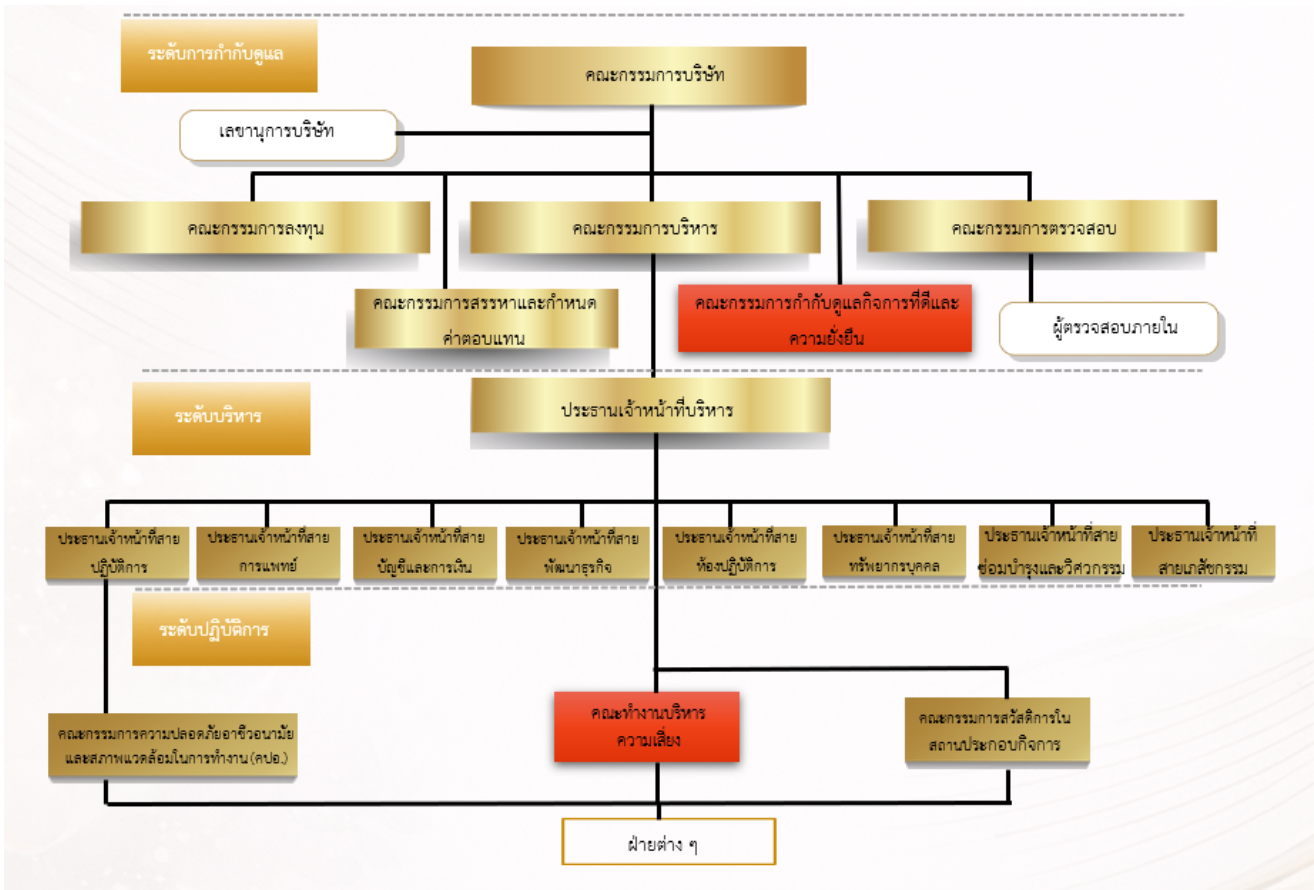 ระดับการกำกับดูแล
คณะกรรมการบริษัท
เลขานุการบริษัท
คณะกรรมการลงทุน
คณะกรรมการบริหาร
คณะกรรมการตรวจสอบ
คณะกรรมการสรรหาและกำหนด
ค่าตอบแทน
คณะกรรมการกำกับดูแลกิจการที่ดีและ
ความยั่งยืน
ผู้ตรวจสอบภายใน
ระดับบริหาร
ประธานเจ้าหน้าที่บริหาร
ประธานเจ้าหน้าที่สาย
ปฏิบัติการ
ประธานเจ้าหน้าที่สาย
การแพทย์
ประธานเจ้าหน้าที่สาย
บัญชีและการเงิน
ประธานเจ้าหน้าที่สาย
พัฒนาธุรกิจ
ประธานเจ้าหน้าที่สาย
ห้องปฏิบัติการ
ประธานเจ้าหน้าที่สาย
ทรัพยากรบุคคล
ประธานเจ้าหน้าที่สาย
ซ่อมบำรุงและวิศวกรรม
ประธานเจ้าหน้าที่
สายเภสัชกรรม
ระดับปฏิบัติการ
คณะกรรมการความปลอดภัยอาชีวอนามัย
และสภาพแวดล้อมในการทำงาน (คปอ.)
คณะทำงานบริหาร
ความเสี่ยง
คณะกรรมการสวัสดิการใน
สถานประกอบกิจการ
ฝ่ายต่าง ๆ